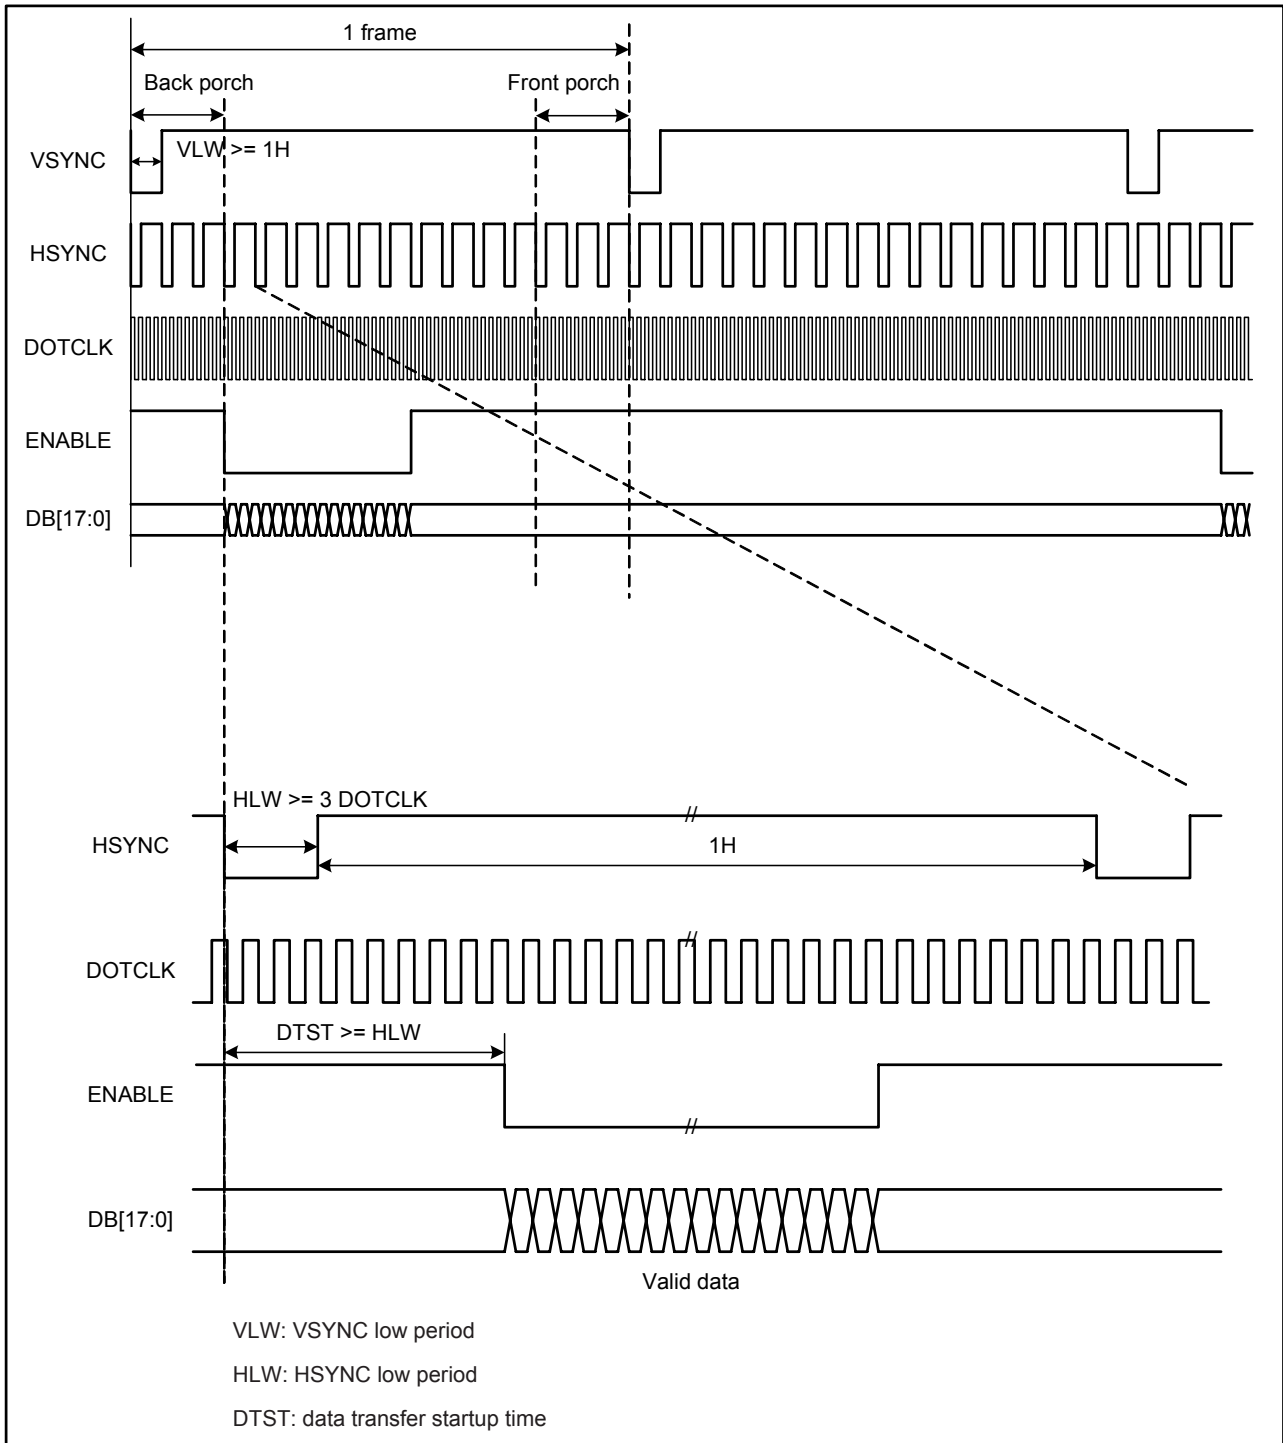 1 frame
Back porch
Front porch
VLW >= 1H
VSYNC
HSYNC
DOTCLK
ENABLE
DB[17:0]
HLW >= 3 DOTCLK
//
HSYNC
1H
//
DOTCLK
DTST >= HLW
ENABLE
//
DB[17:0]
Valid data
VLW: VSYNC low period
HLW: HSYNC low period
DTST: data transfer startup time